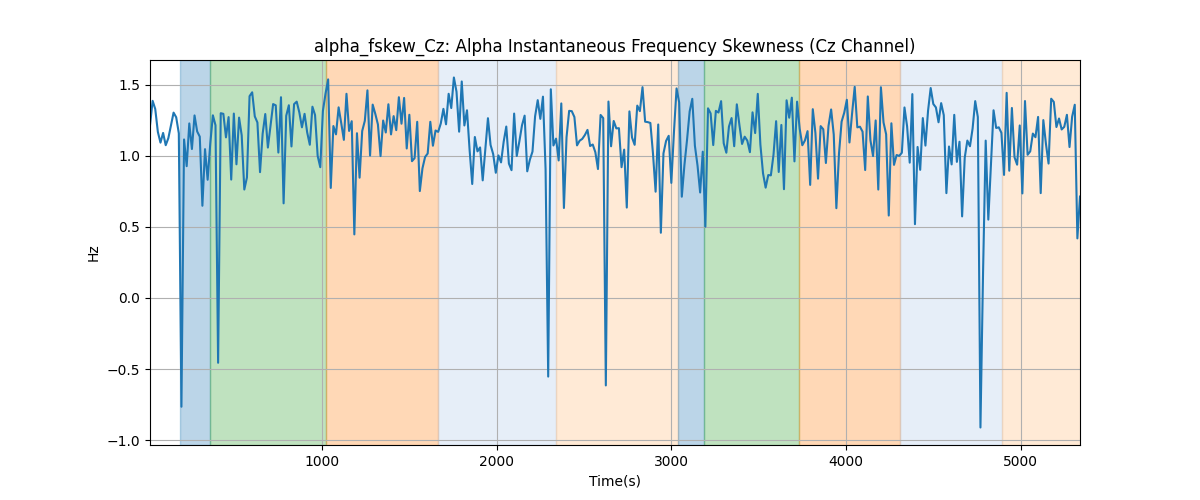 alpha_fskew_Cz: Alpha Instantaneous Frequency Skewness (Cz Channel)
1.5
1.0
0.5
0.0
−0.5
−1.0
Hz
1000 2000 3000 4000 5000
Time(s)